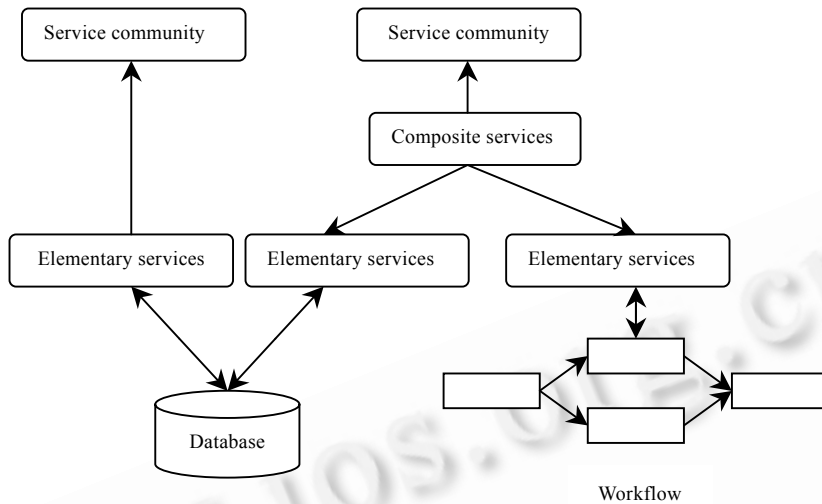 Service community
Service community
Composite services
Elementary services
Elementary services
Elementary services
Database
Workflow